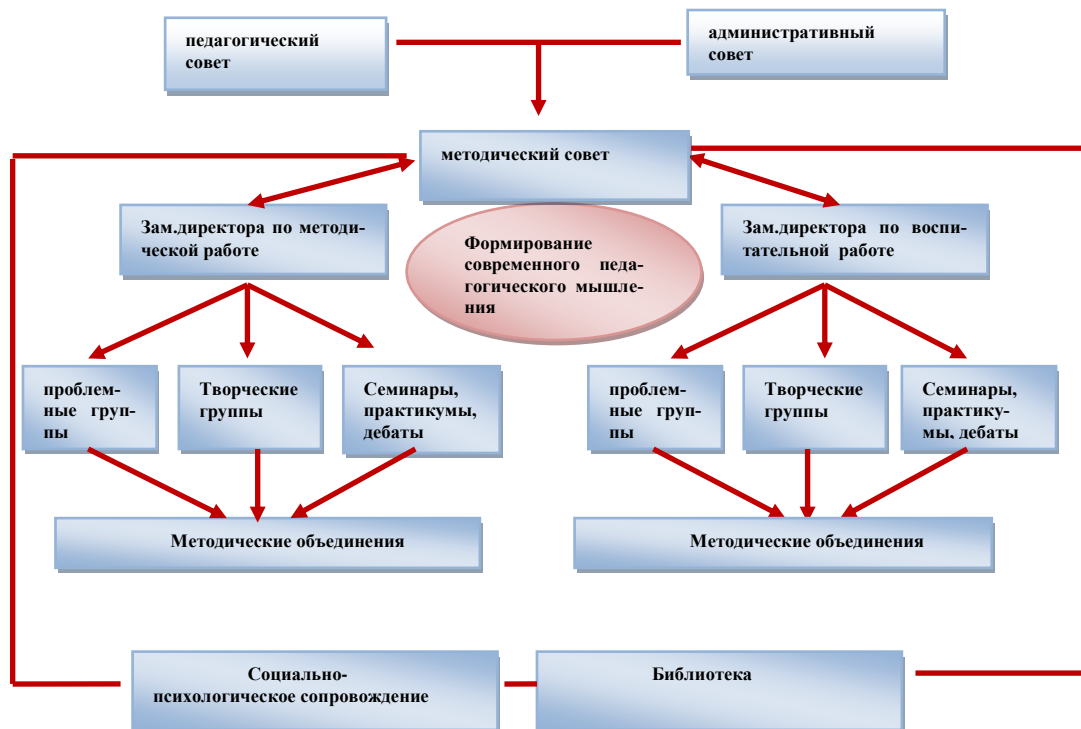 педагогический
совет
административный
совет
методический совет
Зам.директора по методи-
ческой работе
Формирование
современного педа-
гогического мышле-
ния
Зам.директора по воспи-
тательной работе
проблем-
ные груп-
пы
Творческие
группы
Семинары,
практикумы,
дебаты
проблем-
ные груп-
пы
Творческие
группы
Семинары,
практику-
мы, дебаты
Методические объединения
Методические объединения
Социально-
психологическое сопровождение
Библиотека